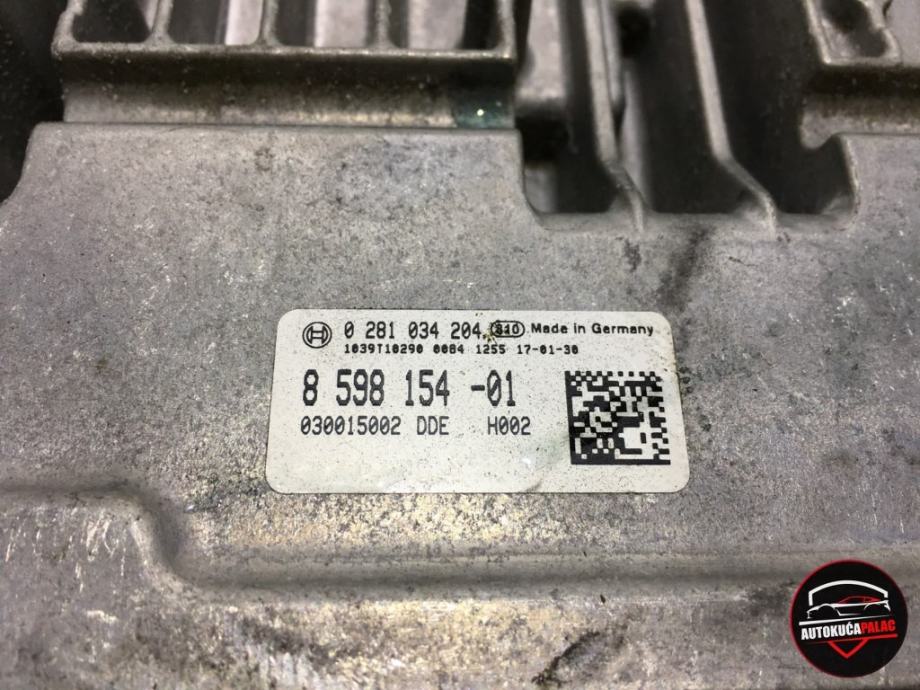 0 281 034 204 Made in Germany
1039T10290 0084 1255 17-01-30
8 598 154 -01
030015002 DDE H002
AUTOKUĆA PALAC